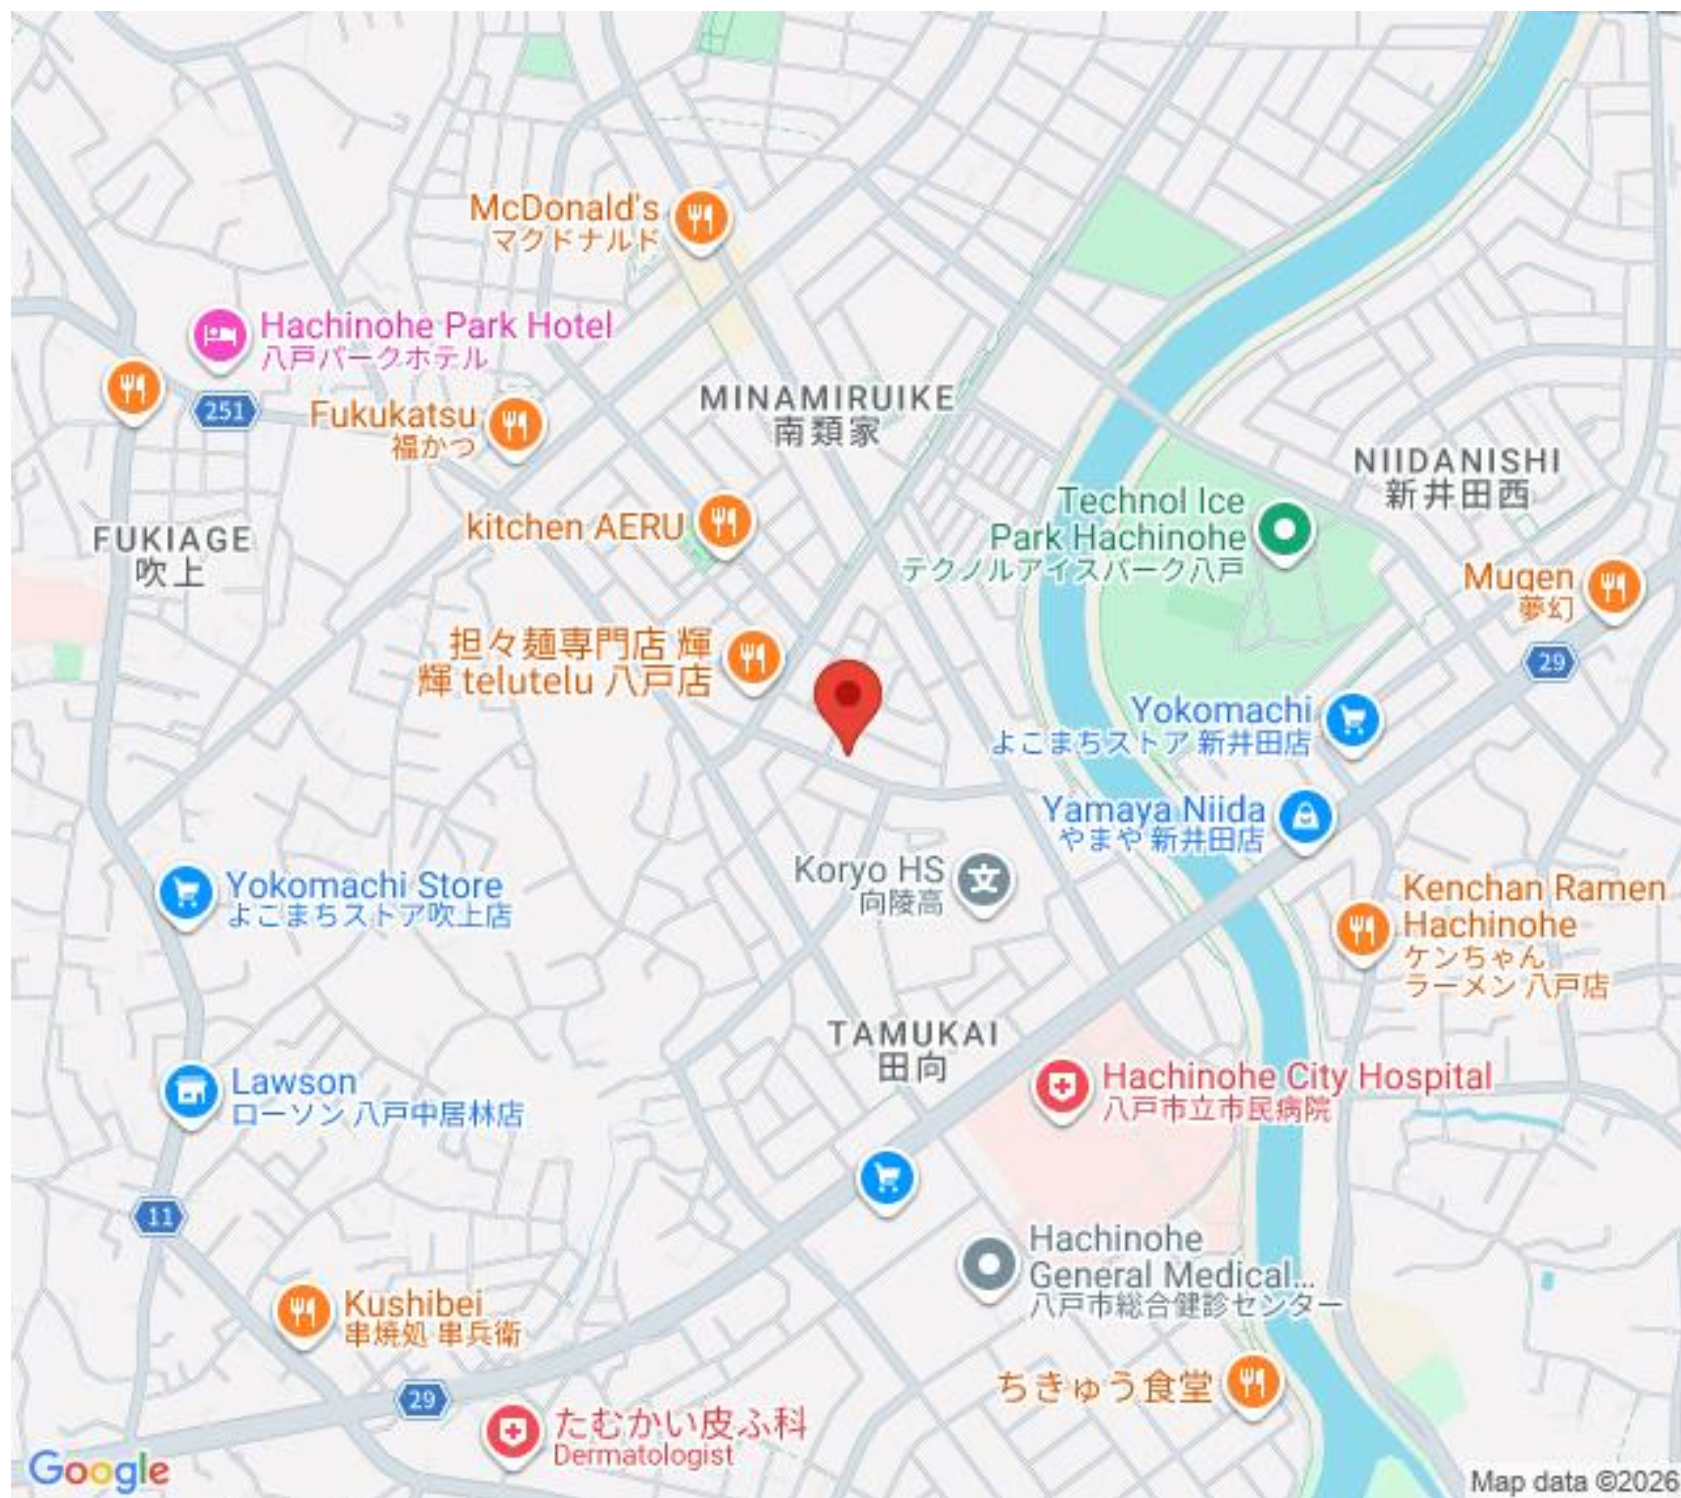 McDonald's
マクドナルド
Hachinohe Park Hotel
八戸パークホテル
251
Fukukatsu
福かつ
MINAMIRUIKE
南類家
NIIDANISHI
新井田西
Technol Ice
Park Hachinohe
テクノルアイスパーク八戸
kitchen AERU
FUKIAGE
吹上
Mugen
夢幻
29
担々麺専門店 輝
輝 telutelu 八戸店
Yokomachi
よこまちストア 新井田店
Yamaya Niida
やまや 新井田店
Koryo HS
向陵高
Yokomachi Store
よこまちストア吹上店
Kenchan Ramen
Hachinohe
ケンちゃん
ラーメン 八戸店
TAMUKAI
田向
Hachinohe City Hospital
八戸市立市民病院
Lawson
ローソン 八戸中居林店
11
Hachinohe
General Medical...
八戸市総合健診センター
Kushibei
串焼処 串兵衛
29
ちきゅう食堂
たむかい皮ふ科
Dermatologist
Google
Map data ©2026